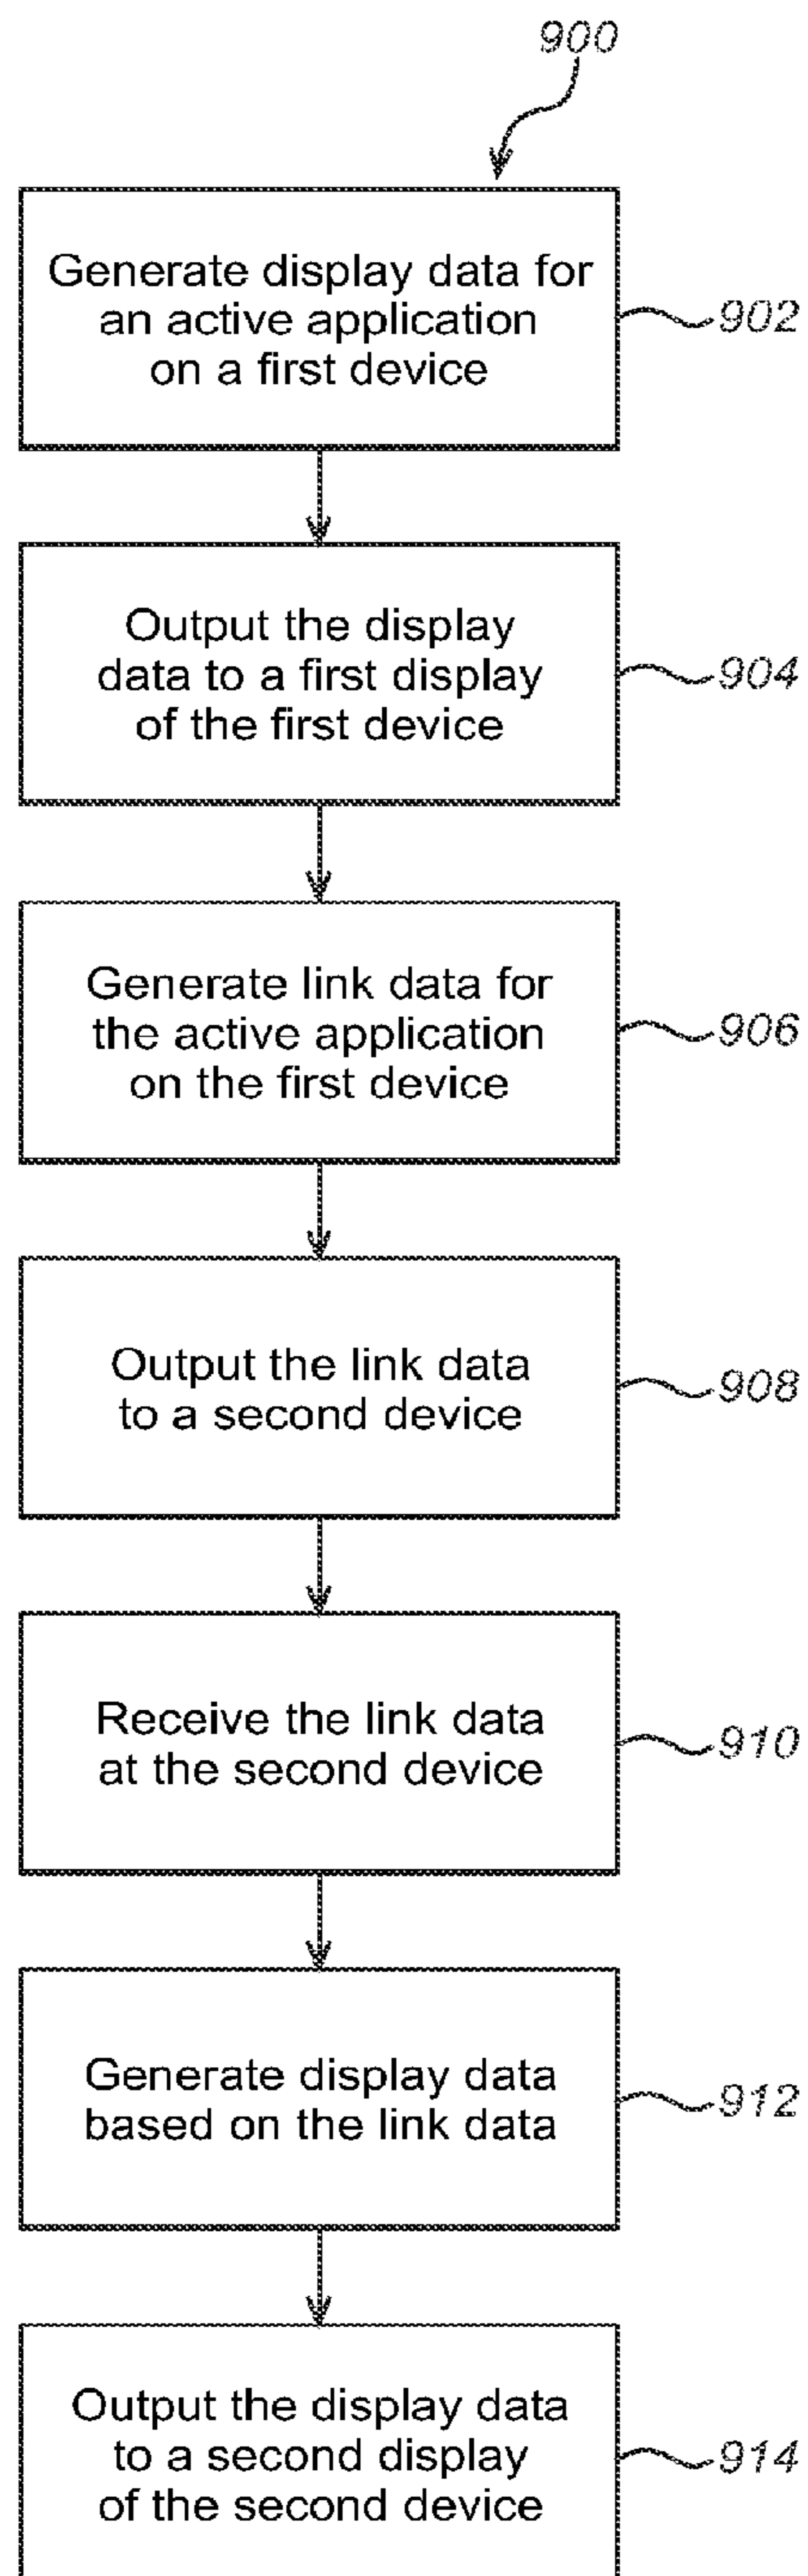 900
Generate display data for
an active application
on a first device
902
Output the display
data to a first display
of the first device
904
Generate link data for
the active application
on the first device
906
Output the link data
to a second device
908
Receive the link data
at the second device
910
Generate display data
based on the link data
912
Output the display data
to a second display
of the second device
914